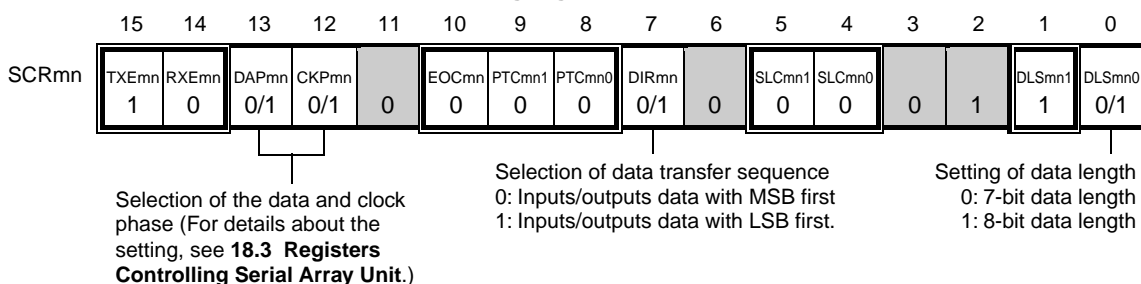 15 14 13 12 11 10 9 8 7 6 5 4 3 2 1 0
SCRmn TXEmn RXEmn DAPmn CKPmn EOCmn PTCmn1 PTCmn0 DIRmn SLCmn1 SLCmn0 DLSmn1 DLSmn0
1 0 0/1 0/1 0 0 0 0 0/1 0 0 0 0 1 1 0/1
Selection of the data and clock
phase (For details about the
setting, see 18.3 Registers
Controlling Serial Array Unit.)
Selection of data transfer sequence
0: Inputs/outputs data with MSB first
1: Inputs/outputs data with LSB first.
Setting of data length
0: 7-bit data length
1: 8-bit data length